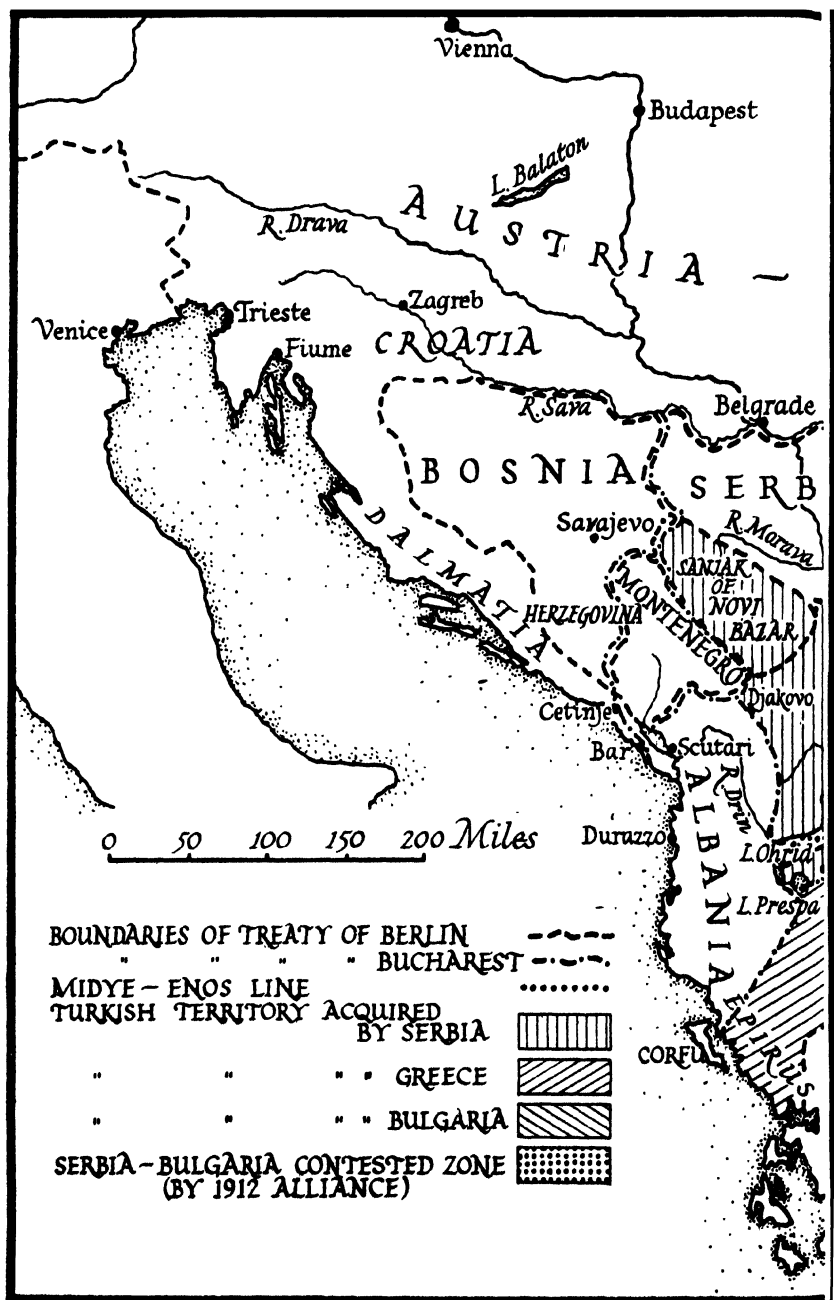 Vienna
Budapest
L. Balaton
AUSTRIA -
R. Drava
Zagreb
Trieste
Venice
Fiume
CROATIA
R. Sava
Belgrade
BOSNIA
SERB
Sarajevo
R. Morava
DALMATIA
SANJAK
OF
NOVI
BAZAR
MONTENEGRO
HERZEGOVINA
Djakovo
Cetinje
Bar
Scutari
R. Drin
ALBANIA
0 50 100 150 200 Miles
Durazzo
L. Ohrid
L. Prespa
BOUNDARIES OF TREATY OF BERLIN
" " " " BUCHAREST
MIDYE - ENOS LINE
TURKISH TERRITORY ACQUIRED
BY SERBIA
EPIRUS
CORFU
" " " " GREECE
" " " " BULGARIA
SERBIA - BULGARIA CONTESTED ZONE
(BY 1912 ALLIANCE)